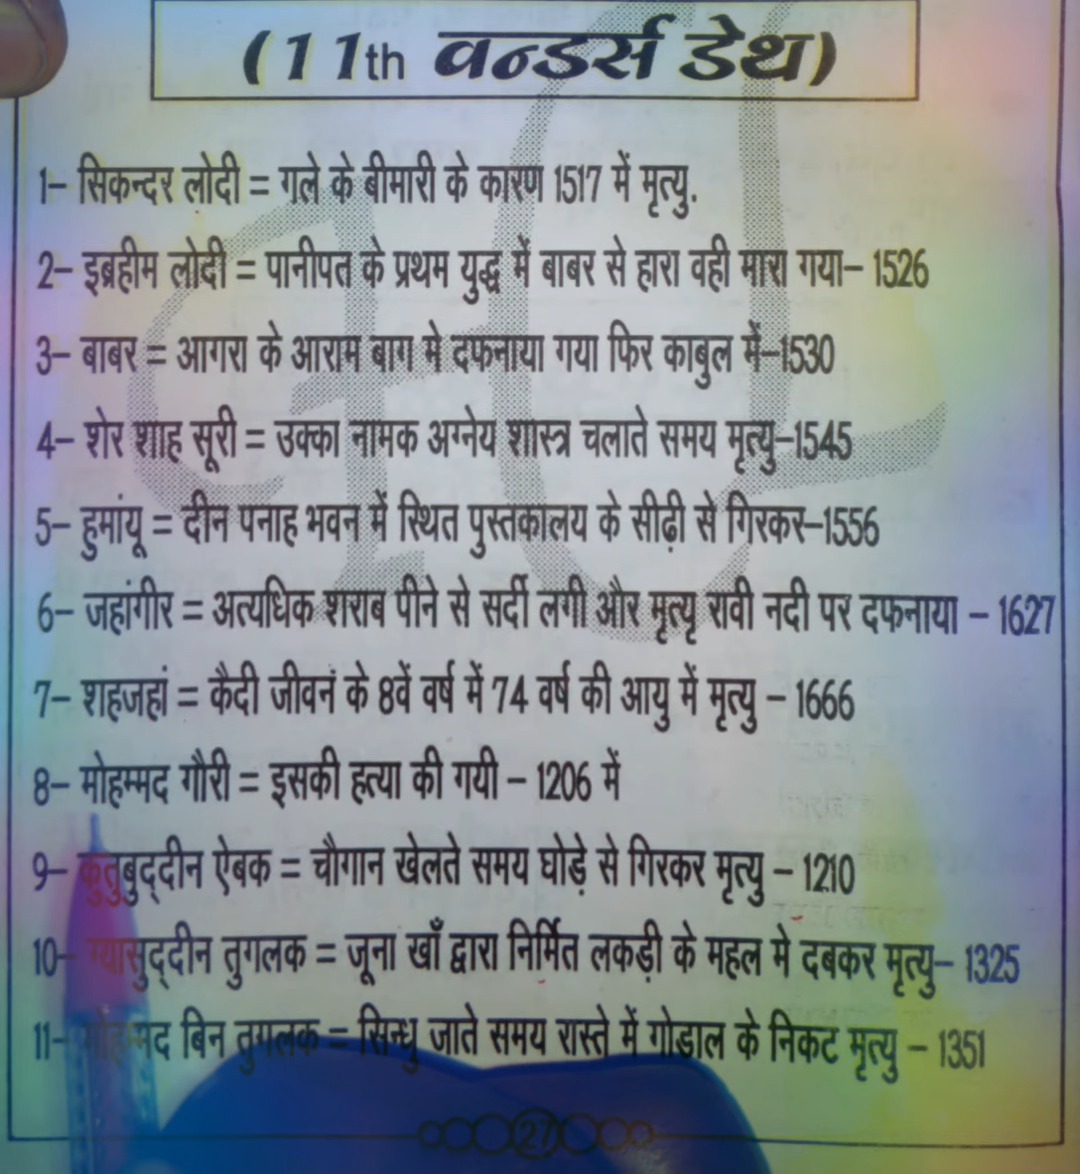 (11th वन्डर्स डेथ)
1- सिकन्दर लोदी = गले के बीमारी के कारण 1517 में मृत्यु.
2- इब्रहीम लोदी = पानीपत के प्रथम युद्ध में बाबर से हारा वही मारा गया- 1526
3- बाबर = आगरा के आराम बाग मे दफनाया गया फिर काबुल में-1530
4- शेर शाह सूरी = उक्का नामक अग्नेय शास्त्र चलाते समय मृत्यु-1545
5- हुमांयू = दीन पनाह भवन में स्थित पुस्तकालय के सीढ़ी से गिरकर-1556
6- जहांगीर = अत्यधिक शराब पीने से सर्दी लगी और मृत्यृ रावी नदी पर दफनाया - 1627
7- शहजहां = कैदी जीवनं के 8वें वर्ष में 74 वर्ष की आयु में मृत्यु - 1666
8- मोहम्मद गौरी = इसकी हत्या की गयी - 1206 में
9- कुतुबुद्दीन ऐबक = चौगान खेलते समय घोड़े से गिरकर मृत्यु - 1210
10- ग्यासुद्दीन तुगलक = जूना खाँ द्वारा निर्मित लकड़ी के महल मे दबकर मृत्यु- 1325
11- मोहम्मद बिन तुगलक = सिन्धु जाते समय रास्ते में गोडाल के निकट मृत्यु - 1351
27